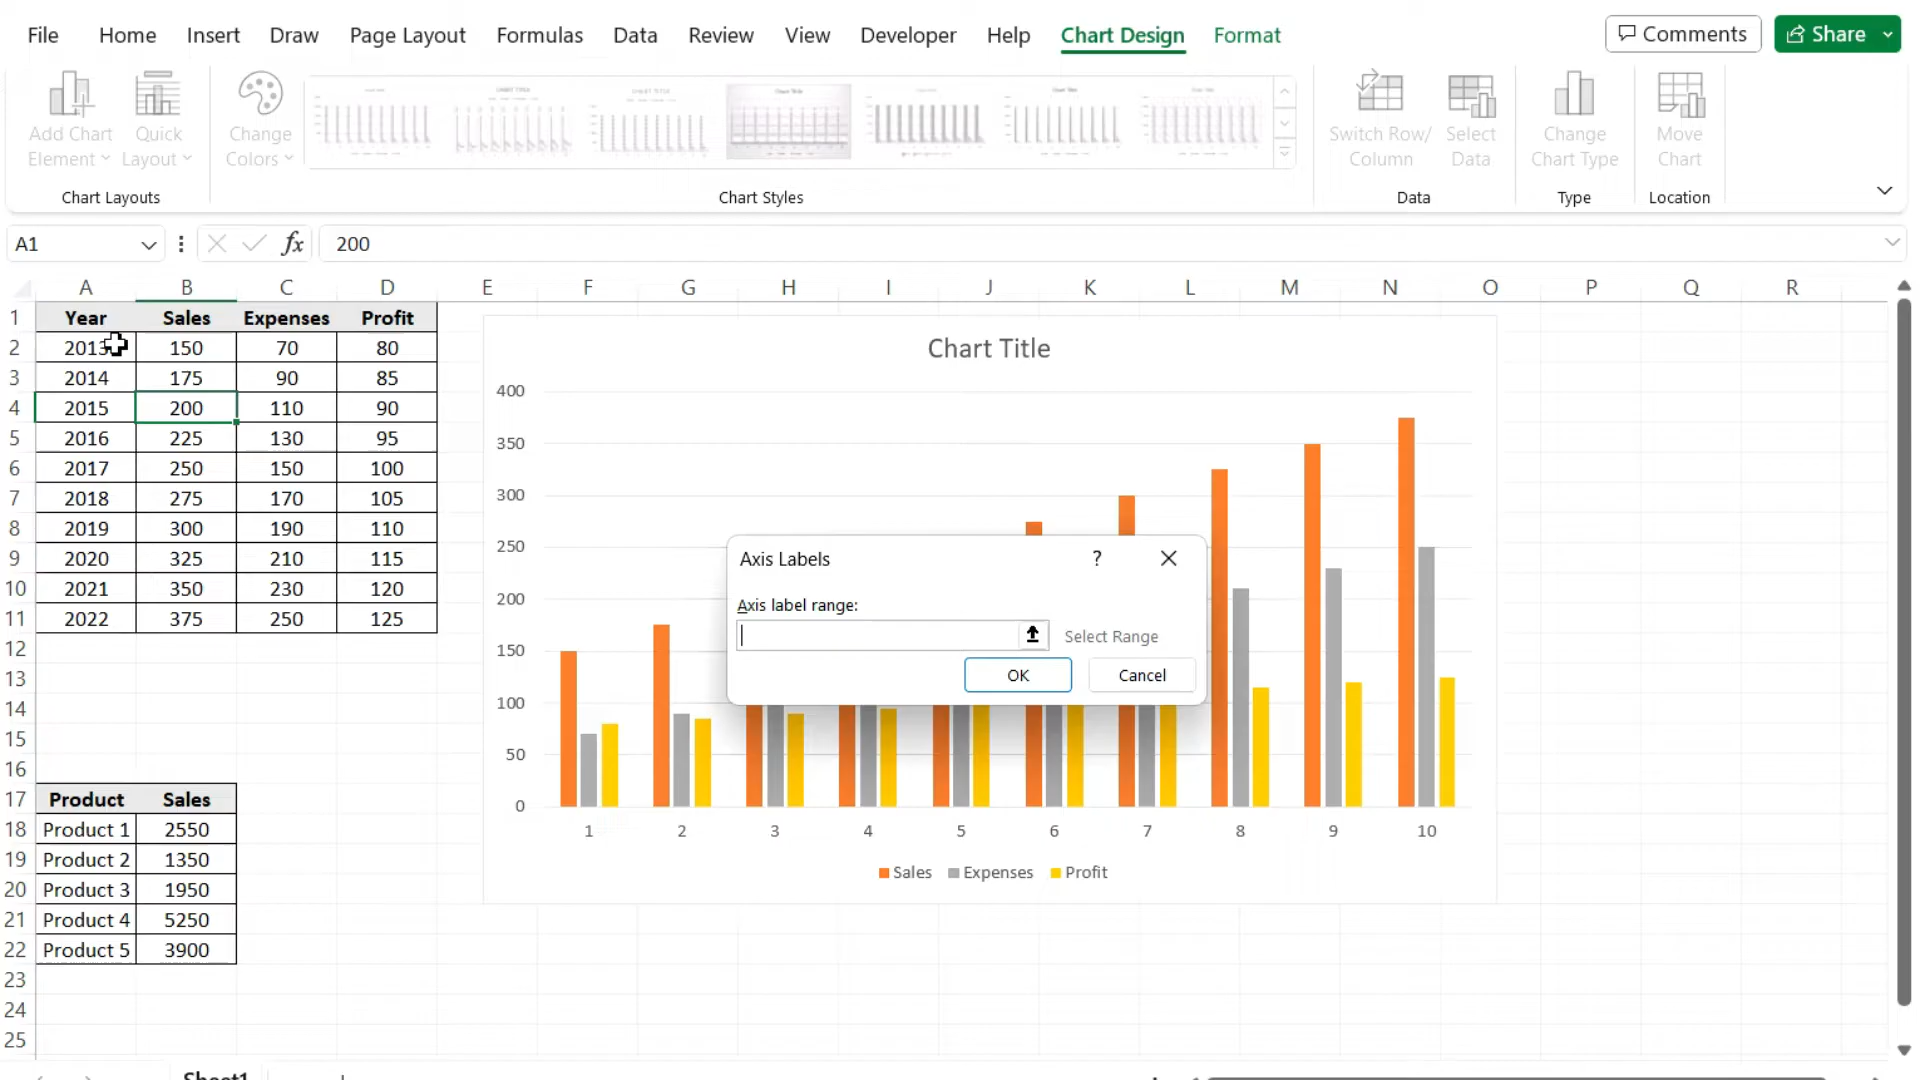 File Home Insert Draw Page Layout Formulas Data Review View Developer Help Chart Design Format Comments Share
Add Chart Element
Quick Layout
Change Colors
Switch Row/ Column
Select Data
Change Chart Type
Move Chart
Chart Layouts Chart Styles Data Type Location
A1 fx 200
A B C D E F G H I J K L M N O P Q R
1 Year Sales Expenses Profit
2 2013 150 70 80
3 2014 175 90 85
4 2015 200 110 90
5 2016 225 130 95
6 2017 250 150 100
7 2018 275 170 105
8 2019 300 190 110
9 2020 325 210 115
10 2021 350 230 120
11 2022 375 250 125
12
13
14
15
16
17 Product Sales
18 Product 1 2550
19 Product 2 1350
20 Product 3 1950
21 Product 4 5250
22 Product 5 3900
23
24
25
Chart Title
400
350
300
250
200
150
100
50
0
1 2 3 4 5 6 7 8 9 10
Sales Expenses Profit
Axis Labels ?
Axis label range:
Select Range
OK Cancel
Sheet1